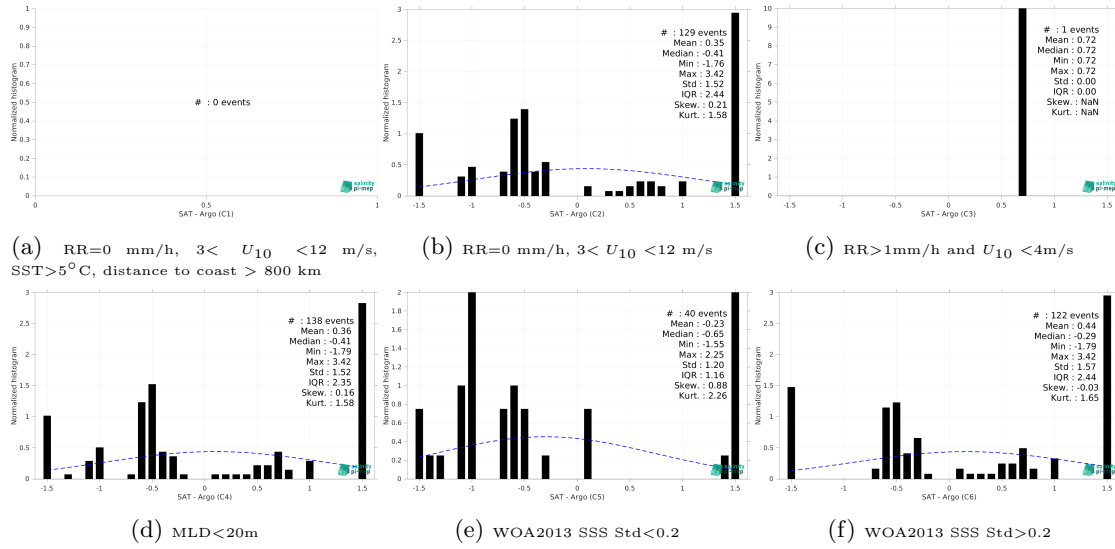 1
0.9
0.8
0.7
0.6
0.5
0.4
0.3
0.2
0.1
0
Normalized histogram
# : 0 events
salinity
pi-mep
0 0.5 1
SAT - Argo (C1)
(a) RR=0 mm/h, 3< U10 <12 m/s,
SST>5°C, distance to coast > 800 km
3
2.5
2
1.5
1
0.5
0
Normalized histogram
# : 129 events
Mean : 0.35
Median : -0.41
Min : -1.76
Max : 3.42
Std : 1.52
IQR : 2.44
Skew. : 0.21
Kurt. : 1.58
salinity
pi-mep
-1.5 -1 -0.5 0 0.5 1 1.5
SAT - Argo (C2)
(b) RR=0 mm/h, 3< U10 <12 m/s
10
9
8
7
6
5
4
3
2
1
0
Normalized histogram
# : 1 events
Mean : 0.72
Median : 0.72
Min : 0.72
Max : 0.72
Std : 0.00
IQR : 0.00
Skew. : NaN
Kurt. : NaN
salinity
pi-mep
-1.5 -1 -0.5 0 0.5 1 1.5
SAT - Argo (C3)
(c) RR>1mm/h and U10 <4m/s
3
2.5
2
1.5
1
0.5
0
Normalized histogram
# : 138 events
Mean : 0.36
Median : -0.41
Min : -1.79
Max : 3.42
Std : 1.52
IQR : 2.35
Skew. : 0.16
Kurt. : 1.58
pi-mep
-1.5 -1 -0.5 0 0.5 1 1.5
SAT - Argo (C4)
(d) MLD<20m
2
1.8
1.6
1.4
1.2
1
0.8
0.6
0.4
0.2
0
Normalized histogram
# : 40 events
Mean : -0.23
Median : -0.65
Min : -1.55
Max : 2.25
Std : 1.20
IQR : 1.16
Skew. : 0.88
Kurt. : 2.26
pi-mep
-1.5 -1 -0.5 0 0.5 1 1.5
SAT - Argo (C5)
(e) WOA2013 SSS Std<0.2
3
2.5
2
1.5
1
0.5
0
Normalized histogram
# : 122 events
Mean : 0.44
Median : -0.29
Min : -1.79
Max : 3.42
Std : 1.57
IQR : 2.44
Skew. : -0.03
Kurt. : 1.65
pi-mep
-1.5 -1 -0.5 0 0.5 1 1.5
SAT - Argo (C6)
(f) WOA2013 SSS Std>0.2